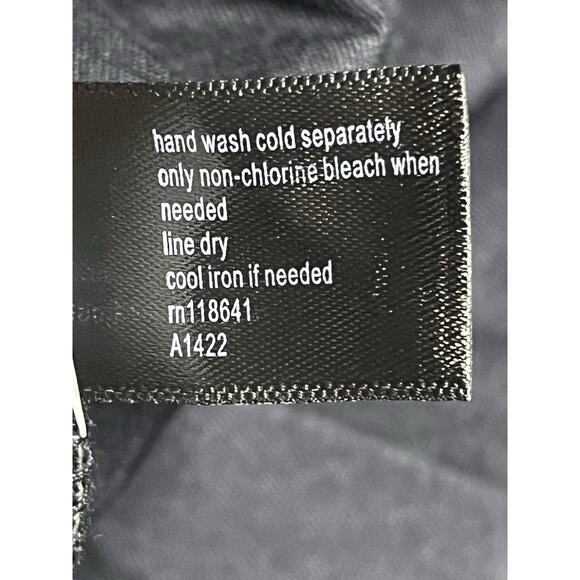 hand wash cold separately
only non-chlorine bleach when
needed
line dry
cool iron if needed
rn118641
A1422